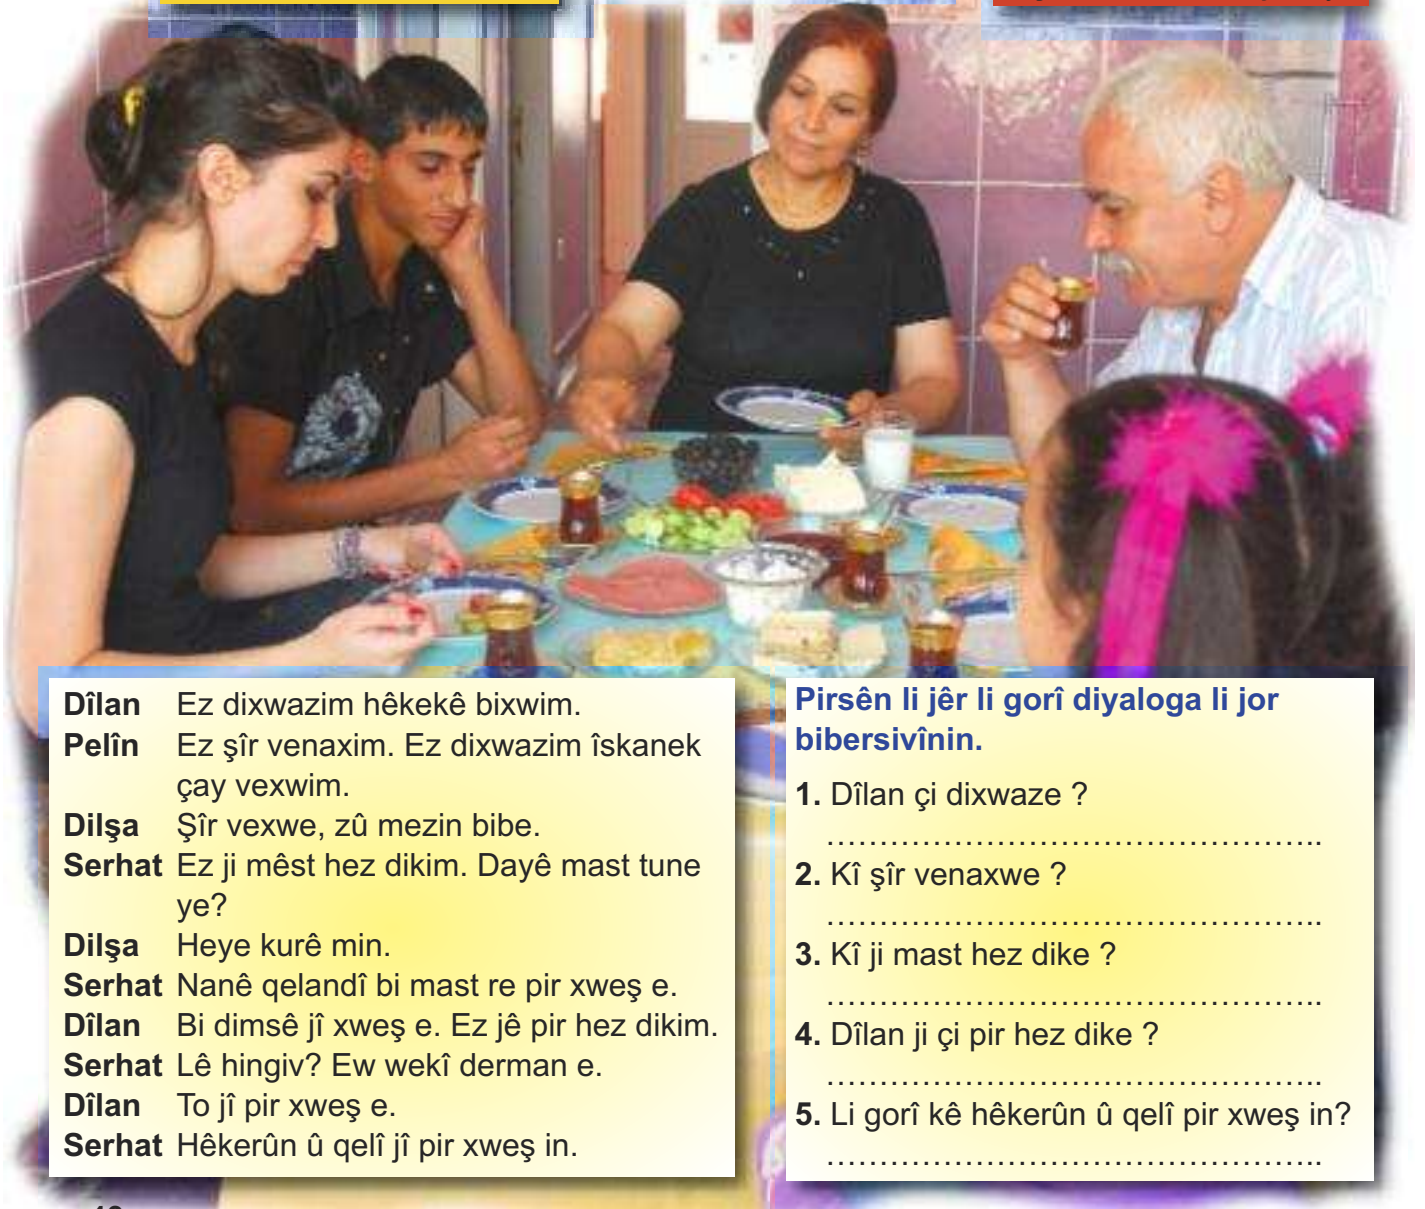 Dîlan Ez dixwazim hêkekê bixwim.
Pelîn Ez şîr venaxim. Ez dixwazim îskanek
çay vexwim.
Dilşa Şîr vexwe, zû mezin bibe.
Serhat Ez ji mêst hez dikim. Dayê mast tune
ye?
Dilşa Heye kurê min.
Serhat Nanê qelandî bi mast re pir xweş e.
Dîlan Bi dimsê jî xweş e. Ez jê pir hez dikim.
Serhat Lê hingiv? Ew wekî derman e.
Dîlan To jî pir xweş e.
Serhat Hêkerûn û qelî jî pir xweş in.
Pirsên li jêr li gorî diyaloga li jor
bibersivînin.
1. Dîlan çi dixwaze ?
…………………………………………..
2. Kî şîr venaxwe ?
…………………………………………..
3. Kî ji mast hez dike ?
…………………………………………..
4. Dîlan ji çi pir hez dike ?
…………………………………………..
5. Li gorî kê hêkerûn û qelî pir xweş in?
…………………………………………..